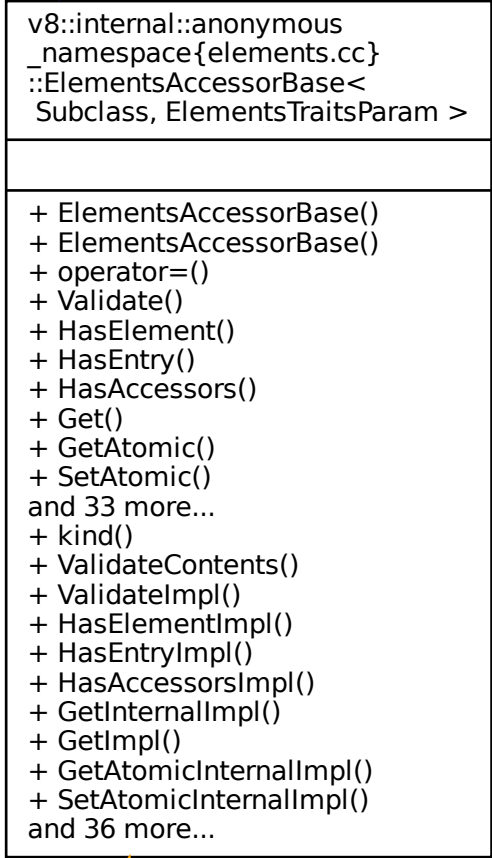 v8::internal::anonymous
_namespace{elements.cc}
::ElementsAccessorBase<
 Subclass, ElementsTraitsParam >
+ ElementsAccessorBase()
+ ElementsAccessorBase()
+ operator=()
+ Validate()
+ HasElement()
+ HasEntry()
+ HasAccessors()
+ Get()
+ GetAtomic()
+ SetAtomic()
and 33 more...
+ kind()
+ ValidateContents()
+ ValidateImpl()
+ HasElementImpl()
+ HasEntryImpl()
+ HasAccessorsImpl()
+ GetInternalImpl()
+ GetImpl()
+ GetAtomicInternalImpl()
+ SetAtomicInternalImpl()
and 36 more...